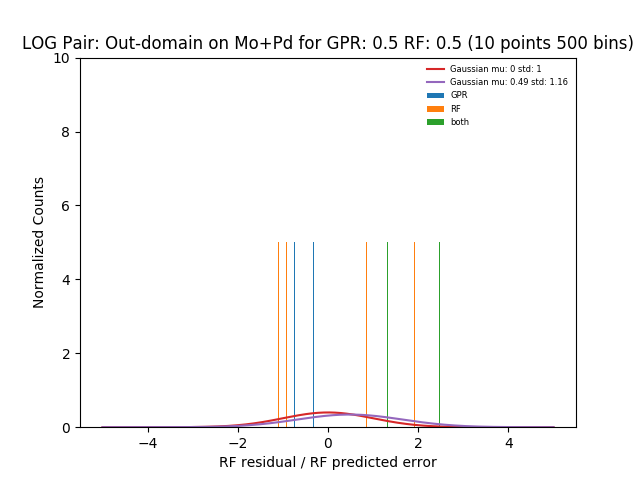 LOG Pair: Out-domain on Mo+Pd for GPR: 0.5 RF: 0.5 (10 points 500 bins)
10
8
6
4
2
0
Normalized Counts
Gaussian mu: 0 std: 1
Gaussian mu: 0.49 std: 1.16
GPR
RF
both
−4 −2 0 2 4
RF residual / RF predicted error